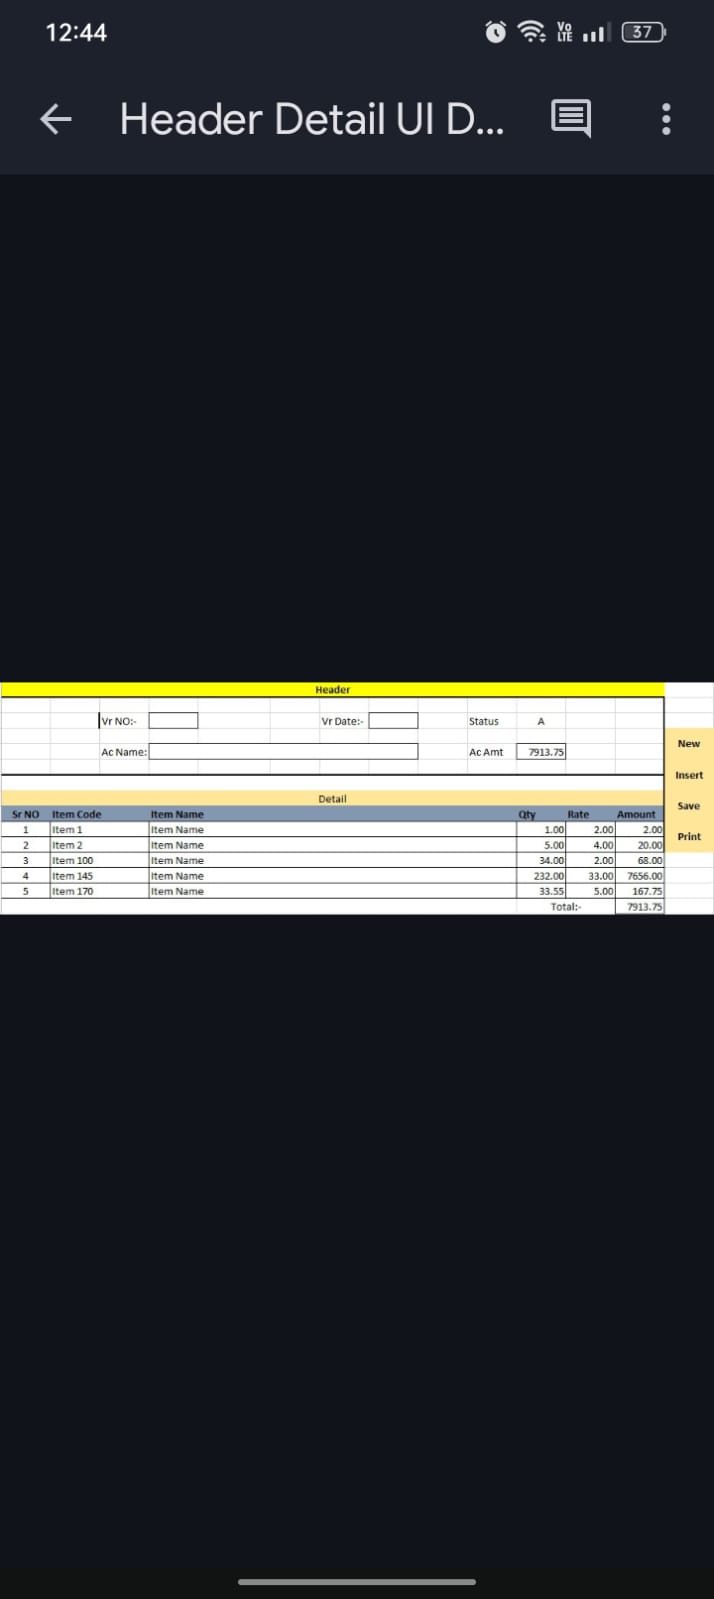 12:44
Vo LTE
37
Header Detail UI D...
Header
Vr NO:- Vr Date:- Status A
Ac Name: Ac Amt 7913.75
New
Insert
Save
Print
Detail
Sr NO Item Code Item Name Qty Rate Amount
1 Item 1 Item Name 1.00 2.00 2.00
2 Item 2 Item Name 5.00 4.00 20.00
3 Item 100 Item Name 34.00 2.00 68.00
4 Item 145 Item Name 232.00 33.00 7656.00
5 Item 170 Item Name 33.55 5.00 167.75
Total:- 7913.75